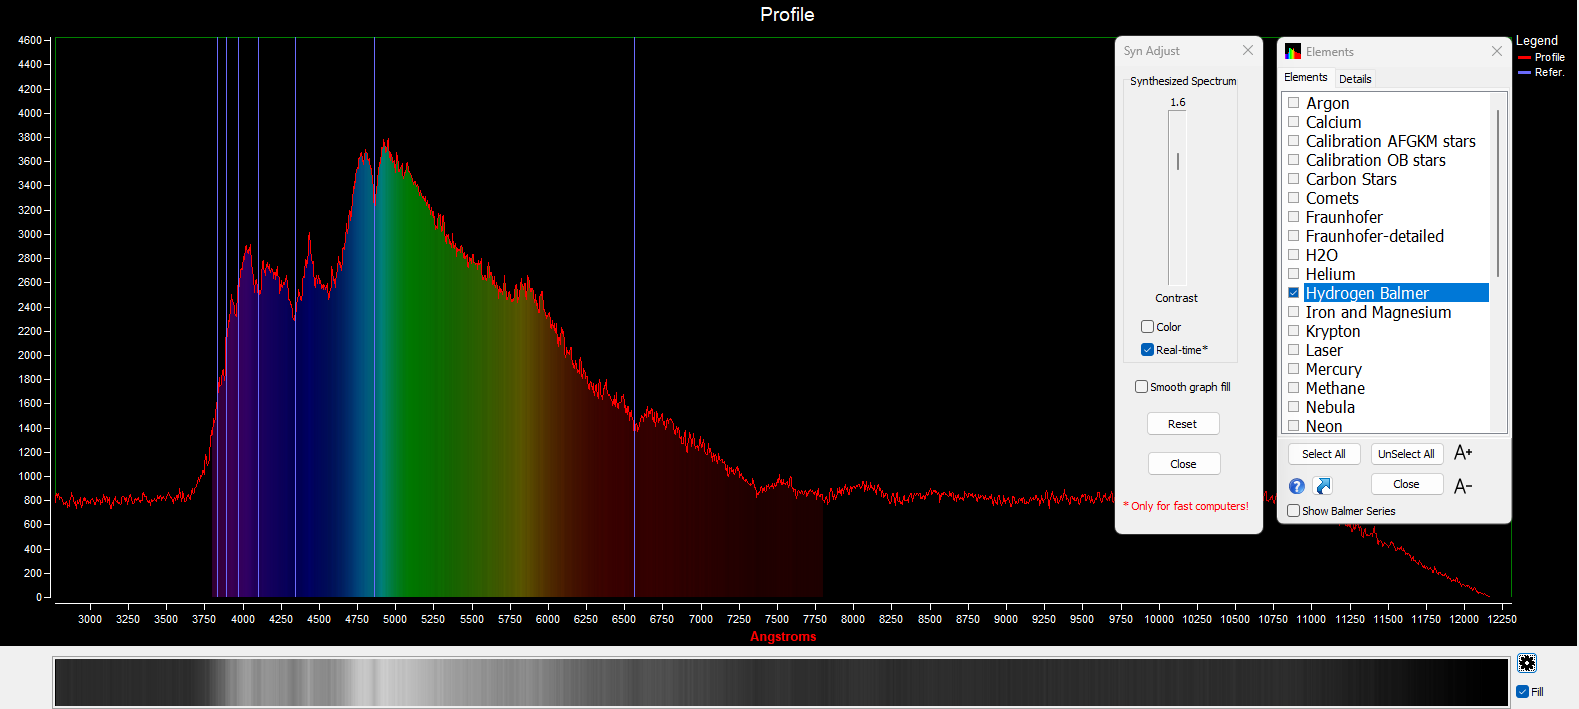 Profile
4600
4400
4200
4000
3800
3600
3400
3200
3000
2800
2600
2400
2200
2000
1800
1600
1400
1200
1000
800
600
400
200
0
3000 3250 3500 3750 4000 4250 4500 4750 5000 5250 5500 5750 6000 6250 6500 6750 7000 7250 7500 7750 8000 8250 8500 8750 9000 9250 9500 9750 10000 10250 10500 10750 11000 11250 11500 11750 12000 12250
Angstroms
Syn Adjust
Synthesized Spectrum
1.6
Contrast
Color
Real-time*
Smooth graph fill
Reset
Close
* Only for fast computers!
Elements
Elements Details
Argon
Calcium
Calibration AFGKM stars
Calibration OB stars
Carbon Stars
Comets
Fraunhofer
Fraunhofer-detailed
H2O
Helium
Hydrogen Balmer
Iron and Magnesium
Krypton
Laser
Mercury
Methane
Nebula
Neon
Select All UnSelect All A+
? Close A-
Show Balmer Series
Legend
Profile
Refer.
Fill